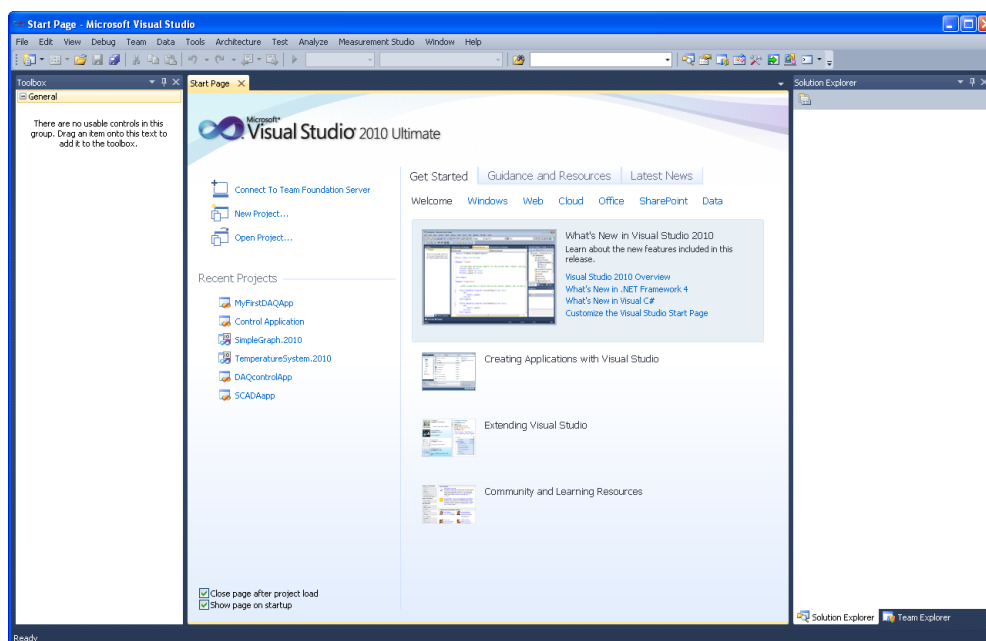 Start Page - Microsoft Visual Studio
File Edit View Debug Team Data Tools Architecture Test Analyze Measurement Studio Window Help
Toolbox
General
There are no usable controls in this
group. Drag an item onto this text to
add it to the toolbox.
Start Page
Microsoft®
Visual Studio® 2010 Ultimate
Connect To Team Foundation Server
New Project...
Open Project...
Recent Projects
MyFirstDAQApp
Control Application
SimpleGraph.2010
TemperatureSystem.2010
DAQcontrolApp
SCADAapp
Close page after project load
Show page on startup
Get Started Guidance and Resources Latest News
Welcome Windows Web Cloud Office SharePoint Data
What's New in Visual Studio 2010
Learn about the new features included in this
release.
Visual Studio 2010 Overview
What's New in .NET Framework 4
What's New in Visual C#
Customize the Visual Studio Start Page
Creating Applications with Visual Studio
Extending Visual Studio
Community and Learning Resources
Solution Explorer
Solution Explorer Team Explorer
Ready